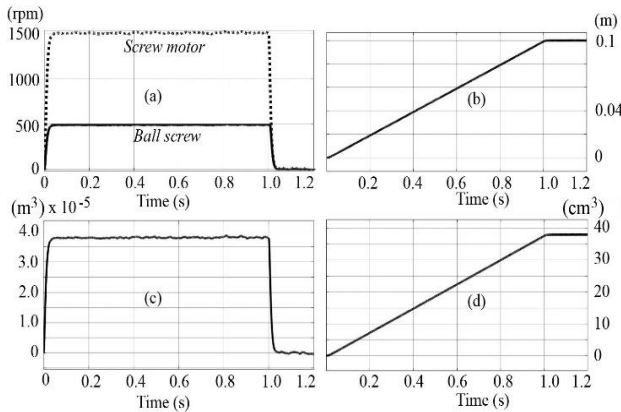 (rpm)
1500
1000
500
0
Screw motor
(a)
Ball screw
0 0.2 0.4 0.6 0.8 1.0 1.2
Time (s)
(m)
0.1
0.04
0
(b)
0.2 0.4 0.6 0.8 1.0 1.2
Time (s)
(m³) x 10⁻⁵
4.0
3.0
2.0
1.0
0
(c)
0 0.2 0.4 0.6 0.8 1.0 1.2
Time (s)
(cm³)
40
30
20
10
0
(d)
0.2 0.4 0.6 0.8 1.0 1.2
Time (s)